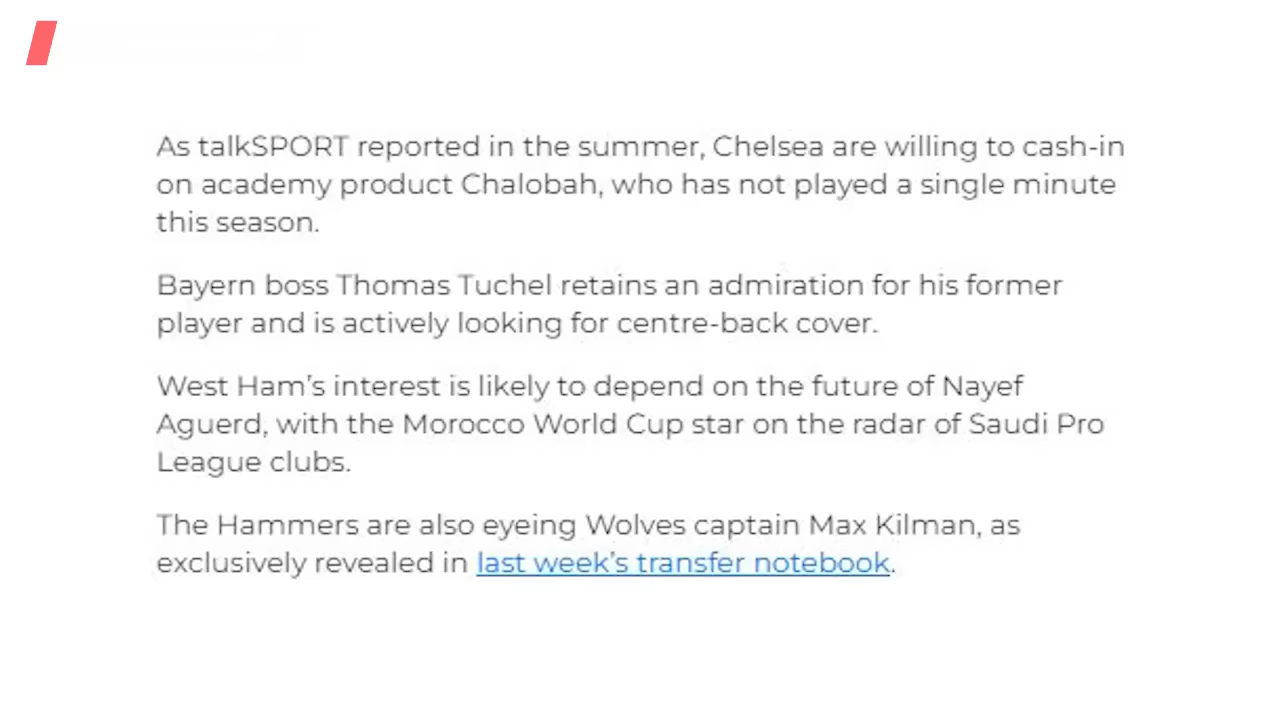 As talkSPORT reported in the summer, Chelsea are willing to cash-in
on academy product Chalobah, who has not played a single minute
this season.
Bayern boss Thomas Tuchel retains an admiration for his former
player and is actively looking for centre-back cover.
West Ham’s interest is likely to depend on the future of Nayef
Aguerd, with the Morocco World Cup star on the radar of Saudi Pro
League clubs.
The Hammers are also eyeing Wolves captain Max Kilman, as
exclusively revealed in last week’s transfer notebook.